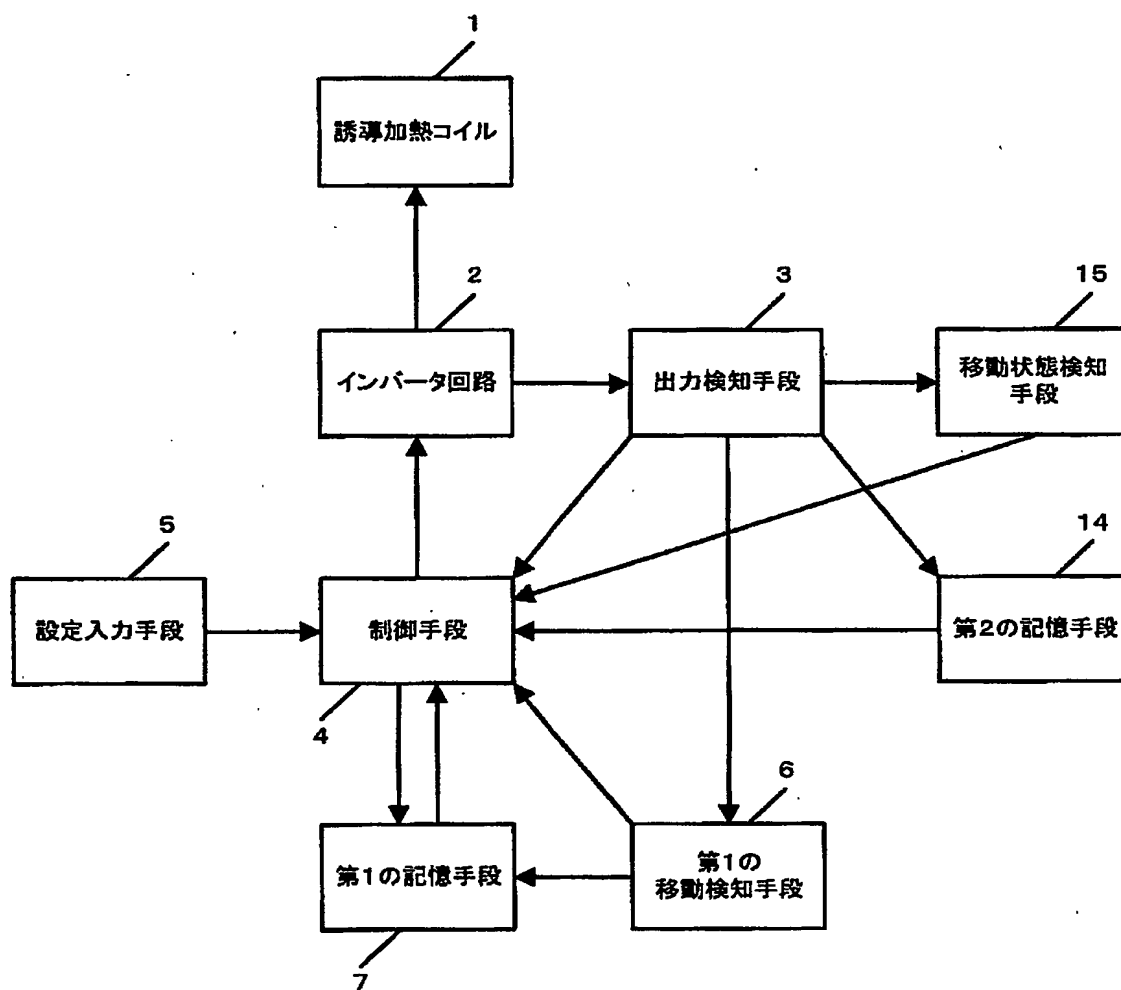 1
誘導加熱コイル
2
インバータ回路
3
出力検知手段
15
移動状態検知
手段
5
設定入力手段
制御手段
4
14
第2の記憶手段
第1の記憶手段
7
6
第1の
移動検知手段